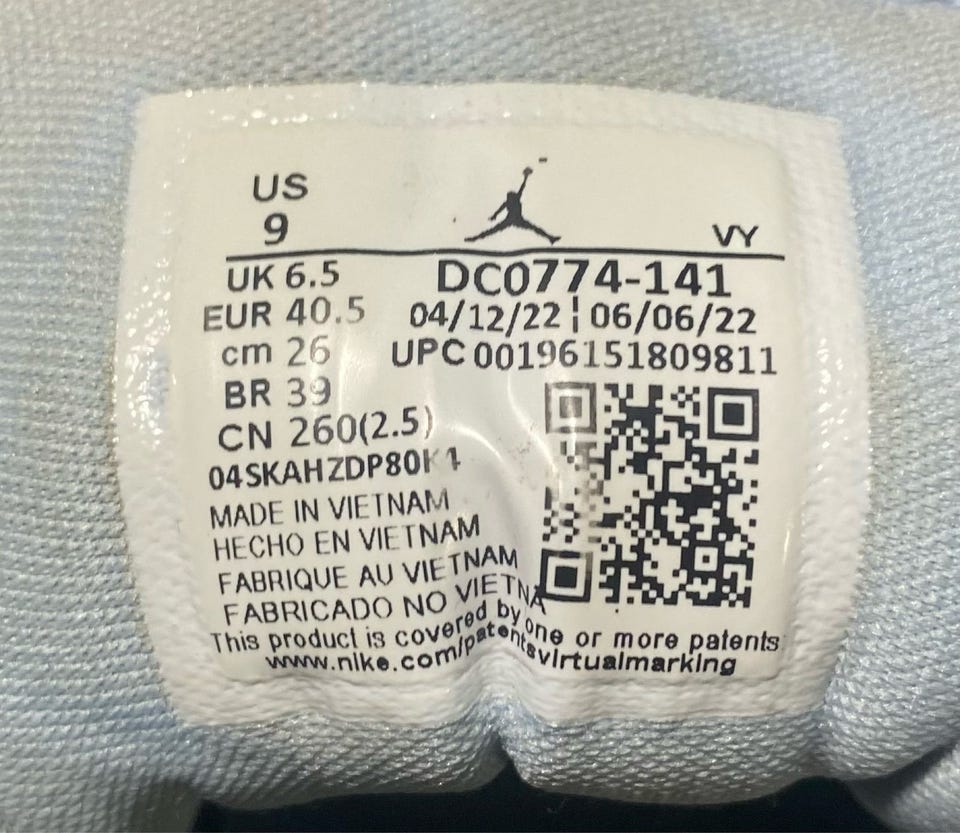 US
9
VY
UK 6.5
DC0774-141
EUR 40.5
04/12/22 ¦ 06/06/22
cm 26
UPC 00196151809811
BR 39
CN 260(2.5)
MADE IN VIETNAM
HECHO EN VIETNAM
FABRIQUE AU VIETNAM
FABRICADO NO VIETNA
This product is covered by one or more patents
www.nike.com/patentsvirtualmarking